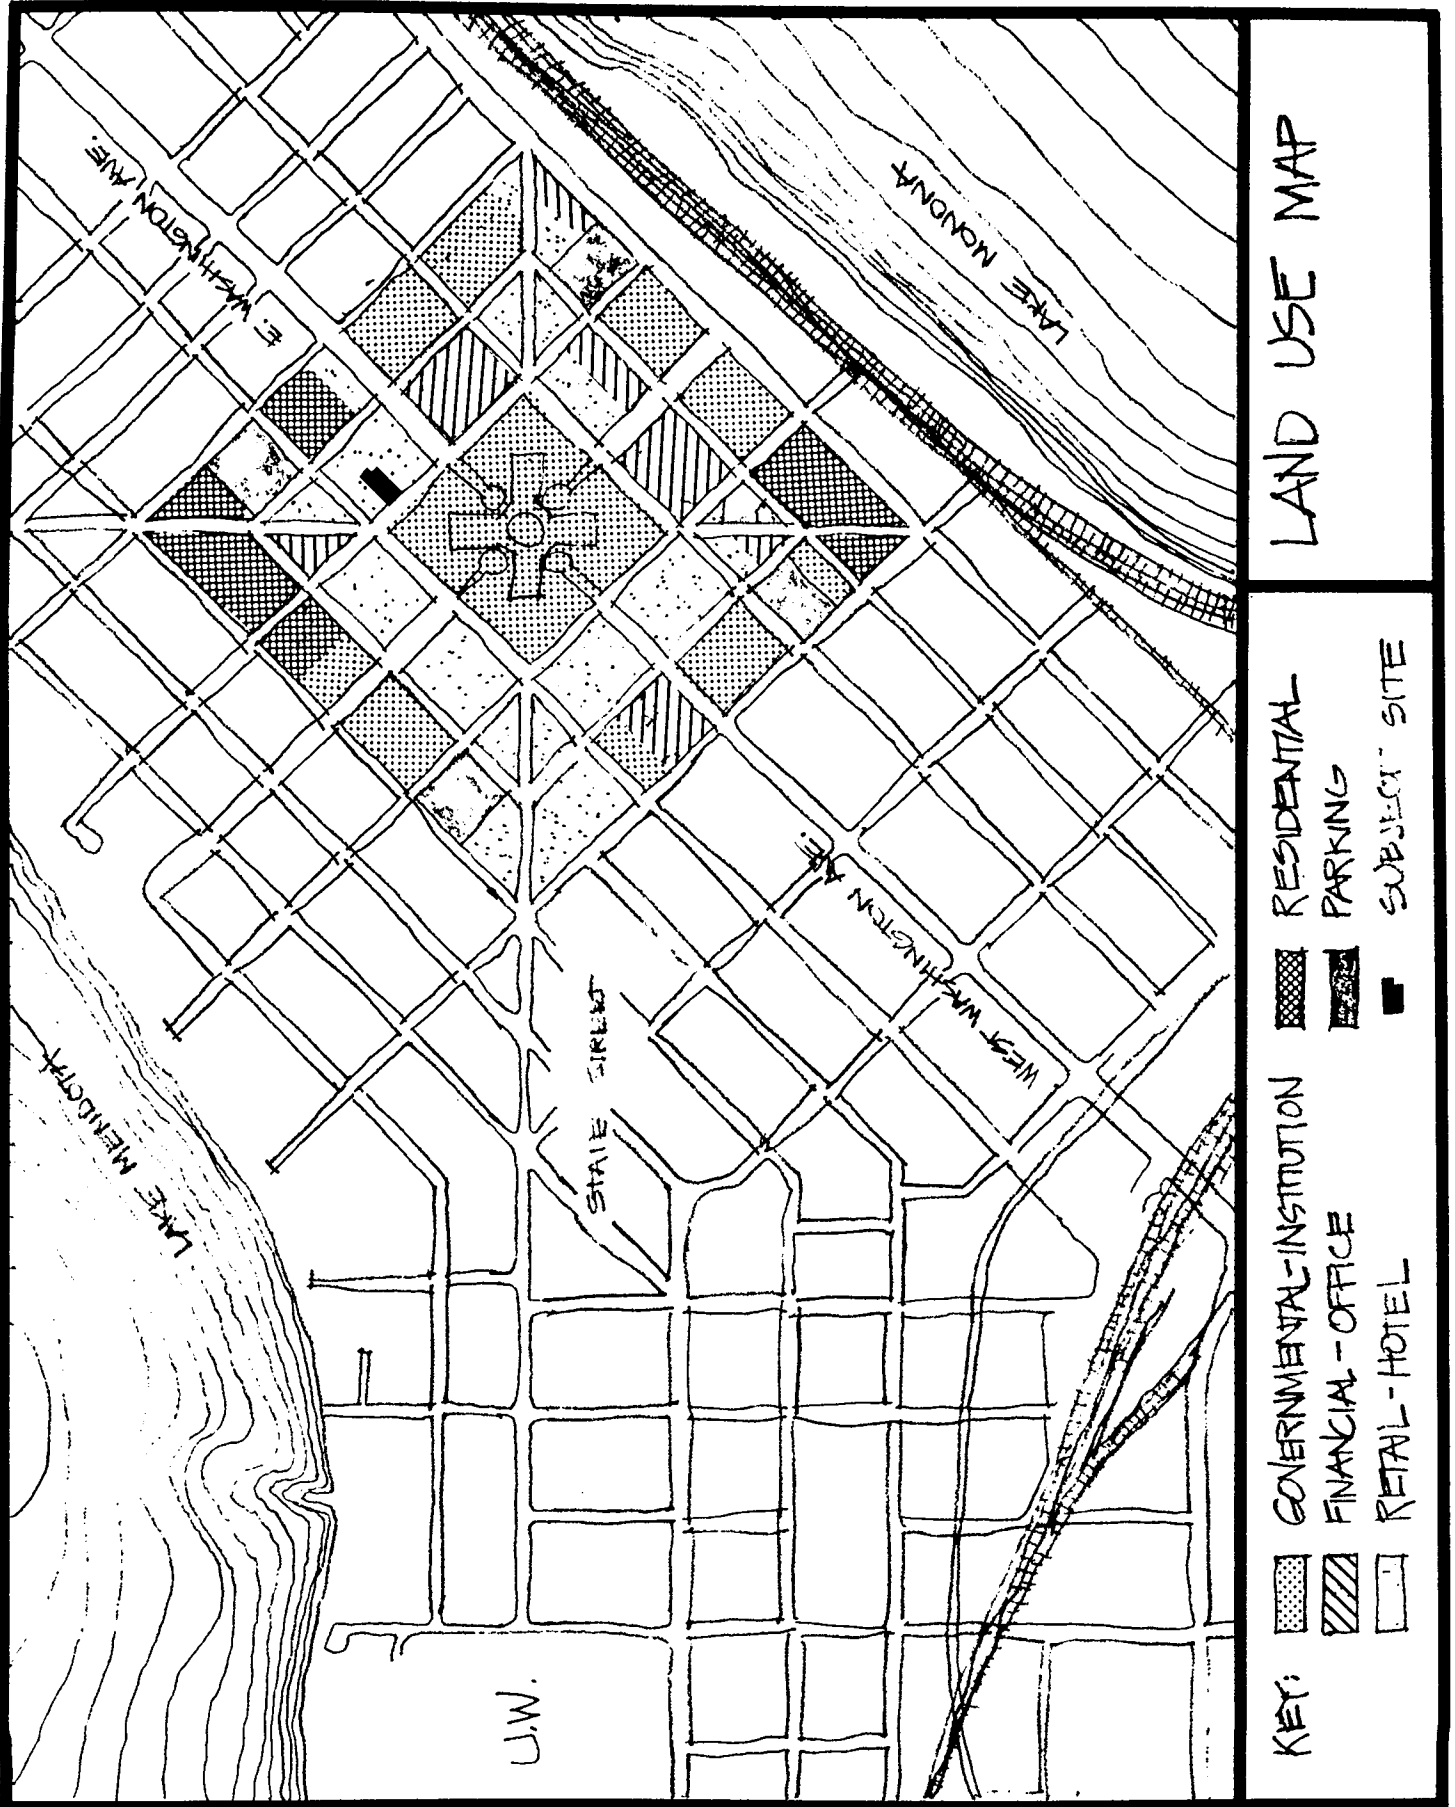 LAKE MENDOTA
E. WASHINGTON AVE.
LAKE MONONA
STATE STREET
WEST WASHINGTON AVE.
U.W.
KEY:
GOVERNMENTAL-INSTITUTION
FINANCIAL-OFFICE
RETAIL-HOTEL
RESIDENTIAL
PARKING
SUBJECT SITE
LAND USE MAP